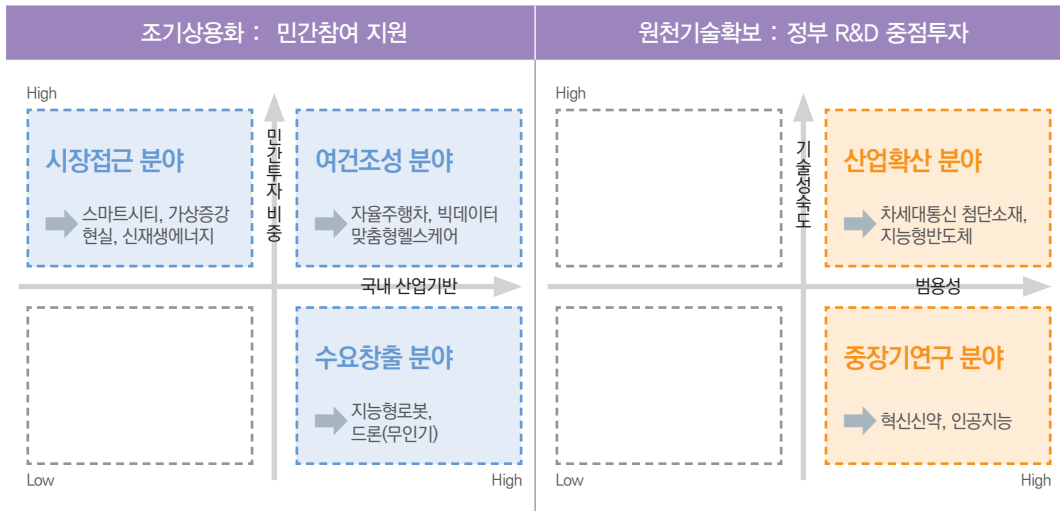 조기상용화 : 민간참여 지원
High
민간투자 비중
시장접근 분야
스마트시티, 가상증강
현실, 신재생에너지
여건조성 분야
자율주행차, 빅데이터
맞춤형헬스케어
국내 산업기반
수요창출 분야
지능형로봇,
드론(무인기)
Low
High
원천기술확보 : 정부 R&D 중점투자
High
기술성숙도
산업확산 분야
차세대통신 첨단소재,
지능형반도체
범용성
중장기연구 분야
혁신신약, 인공지능
Low
High